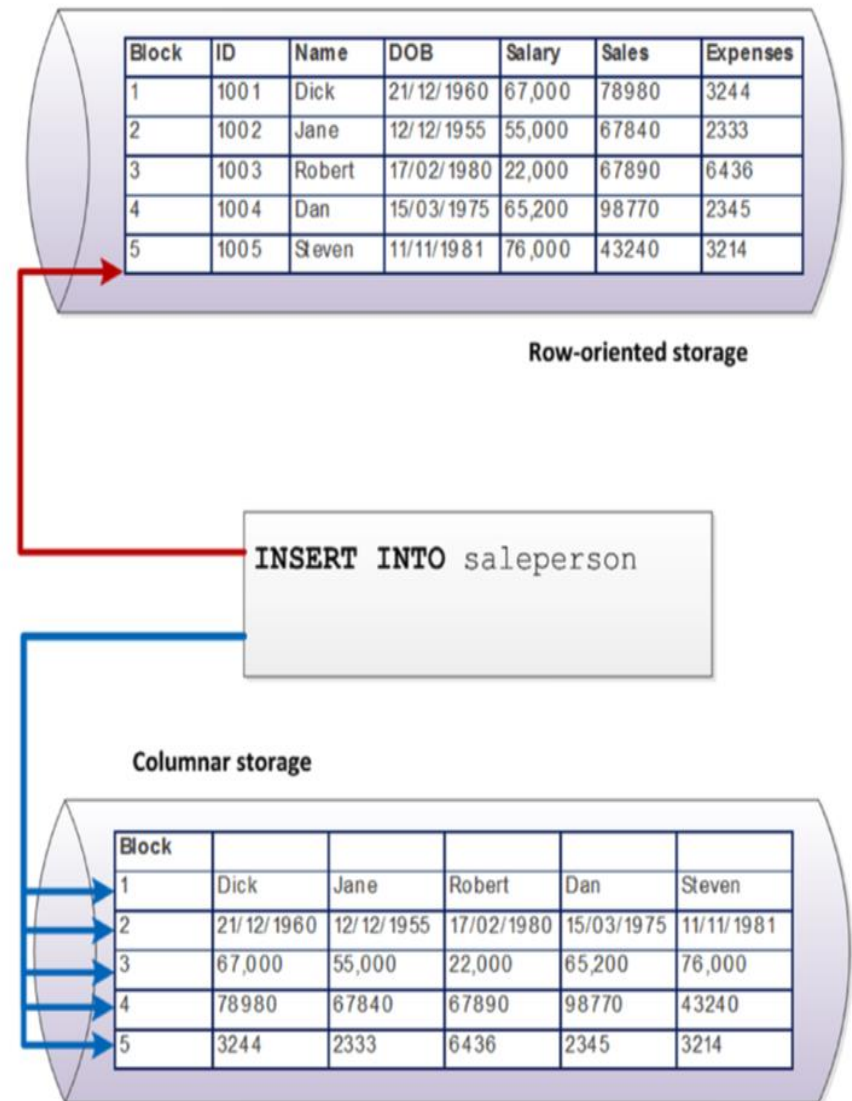 Block ID Name DOB Salary Sales Expenses
1 1001 Dick 21/12/1960 67,000 78980 3244
2 1002 Jane 12/12/1955 55,000 67840 2333
3 1003 Robert 17/02/1980 22,000 67890 6436
4 1004 Dan 15/03/1975 65,200 98770 2345
5 1005 Steven 11/11/1981 76,000 43240 3214
Row-oriented storage
INSERT INTO saleperson
Columnar storage
Block
1 Dick Jane Robert Dan Steven
2 21/12/1960 12/12/1955 17/02/1980 15/03/1975 11/11/1981
3 67,000 55,000 22,000 65,200 76,000
4 78980 67840 67890 98770 43240
5 3244 2333 6436 2345 3214